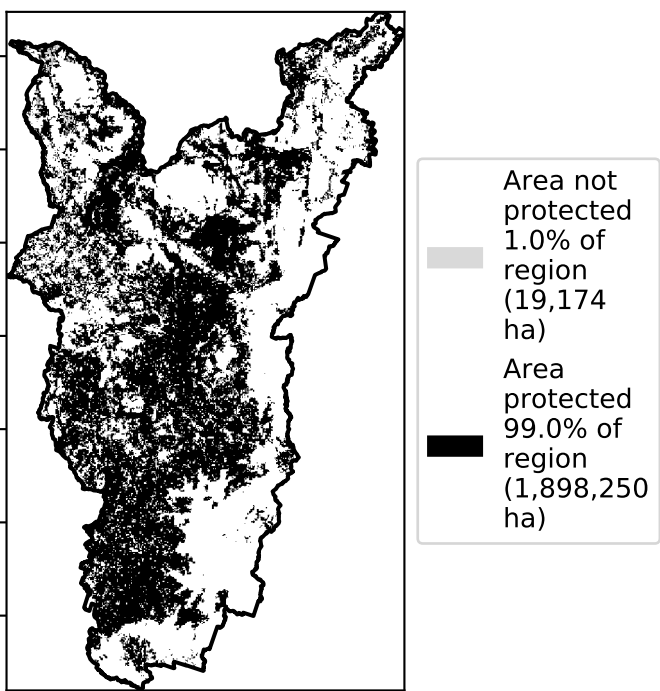 Area not
protected
1.0% of
region
(19,174
ha)
Area
protected
99.0% of
region
(1,898,250
ha)